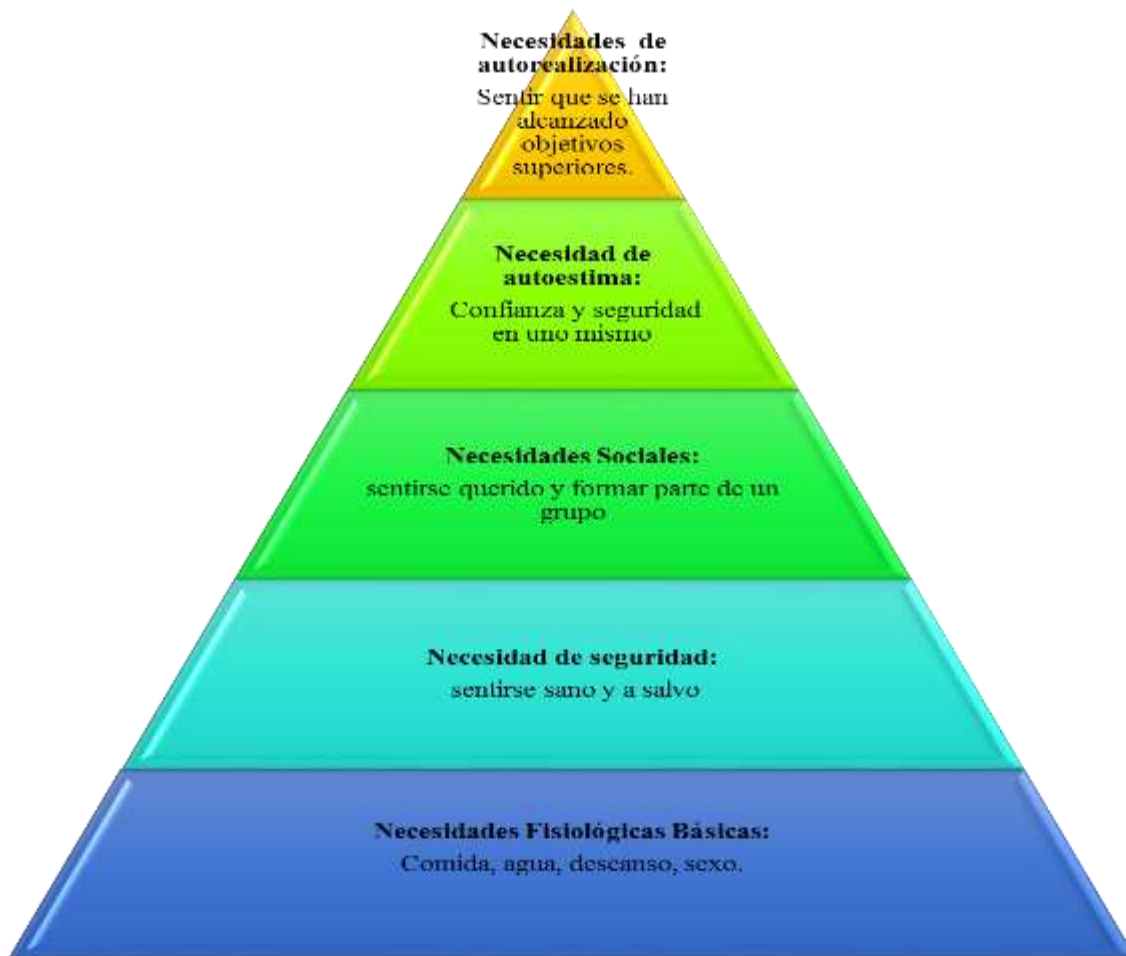 Necesidades de
autorealización:
Sentir que se han
alcanzado
objetivos
superiores.
Necesidad de
autoestima:
Confianza y seguridad
en uno mismo
Necesidades Sociales:
sentirse querido y formar parte de un
grupo
Necesidad de seguridad:
sentirse sano y a salvo
Necesidades Fisiológicas Básicas:
Comida, agua, descanso, sexo.